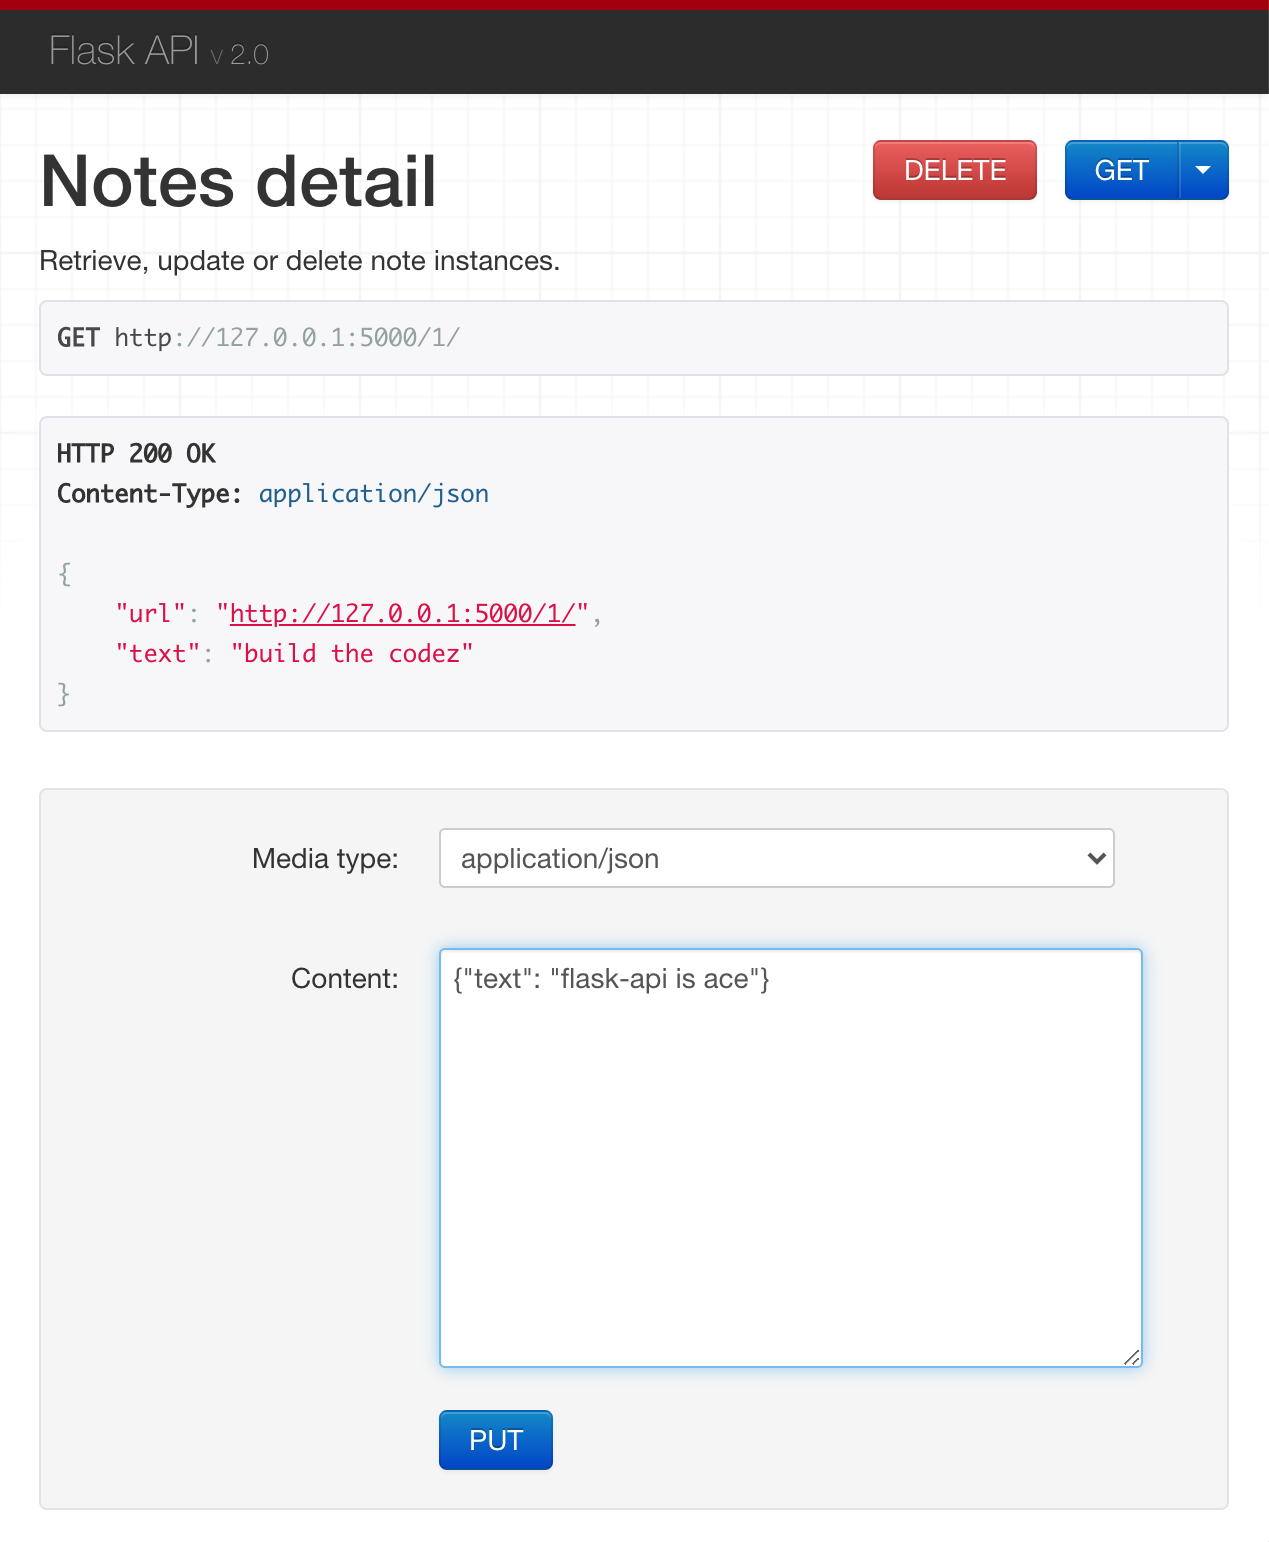 Flask API v 2.0
Notes detail
DELETE
GET
Retrieve, update or delete note instances.
GET http://127.0.0.1:5000/1/
HTTP 200 OK
Content-Type: application/json
{
"url": "http://127.0.0.1:5000/1/",
"text": "build the codez"
}
Media type: application/json
Content: {"text": "flask-api is ace"}
PUT